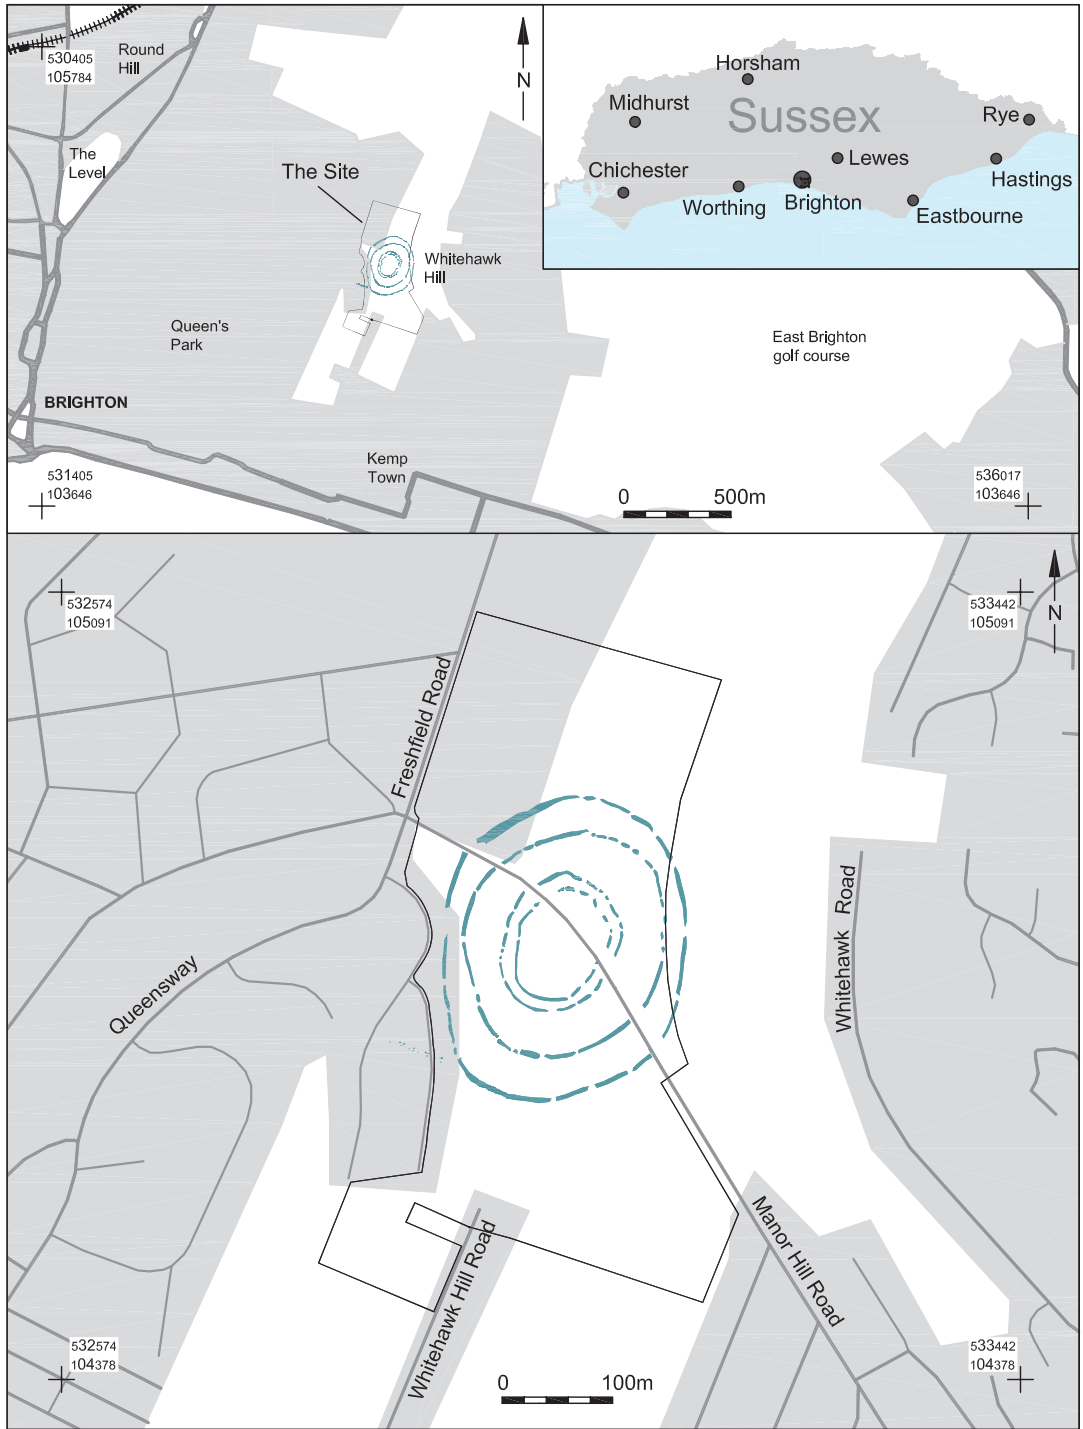 530405
105784
Round
Hill
N
The
Level
The Site
Whitehawk
Hill
Queen's
Park
East Brighton
golf course
BRIGHTON
Kemp
Town
531405
103646
0 500m
536017
103646
Horsham
Midhurst
Sussex
Rye
Lewes
Chichester
Hastings
Worthing
Brighton
Eastbourne
532574
105091
533442
105091
N
Freshfield Road
Whitehawk Road
Queensway
Manor Hill Road
Whitehawk Hill Road
532574
104378
0 100m
533442
104378